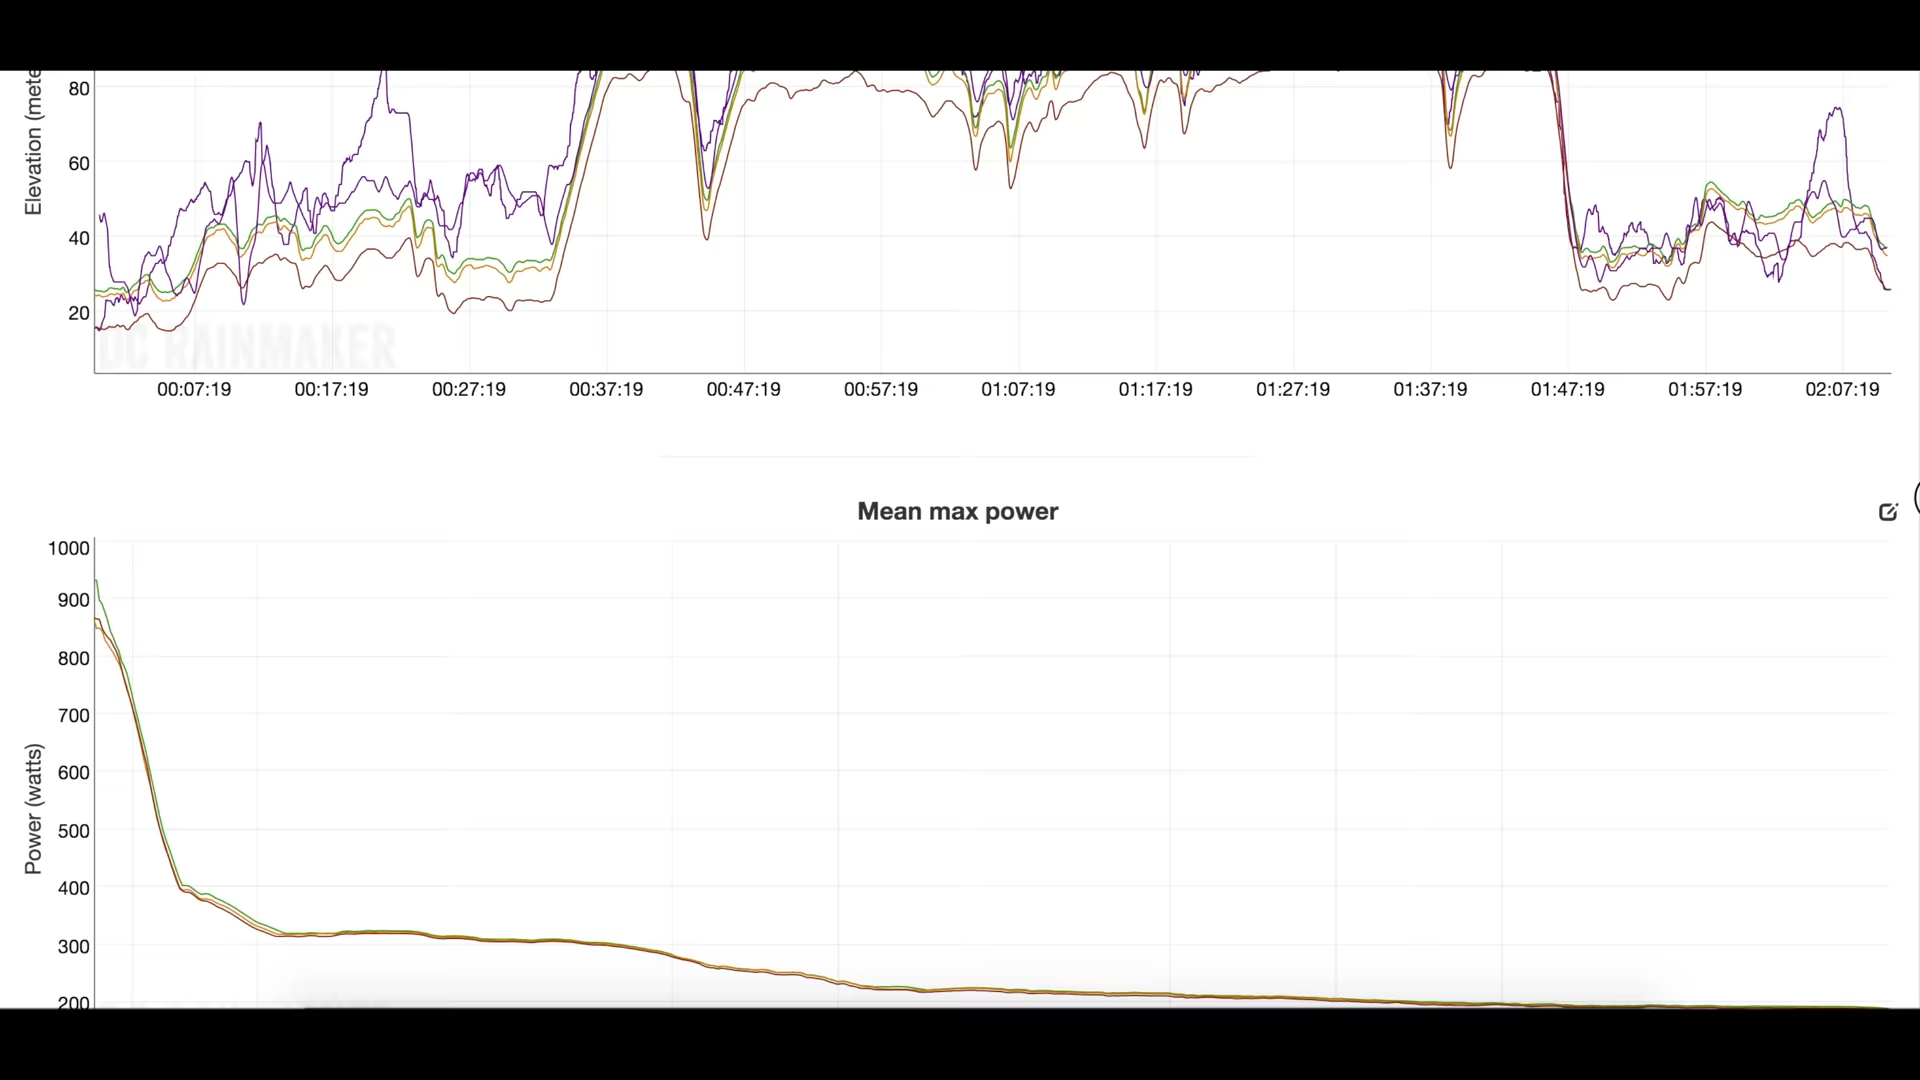 Elevation (mete
80
60
40
20
DC RAINMAKER
00:07:19 00:17:19 00:27:19 00:37:19 00:47:19 00:57:19 01:07:19 01:17:19 01:27:19 01:37:19 01:47:19 01:57:19 02:07:19
Mean max power
Power (watts)
1000
900
800
700
600
500
400
300
200